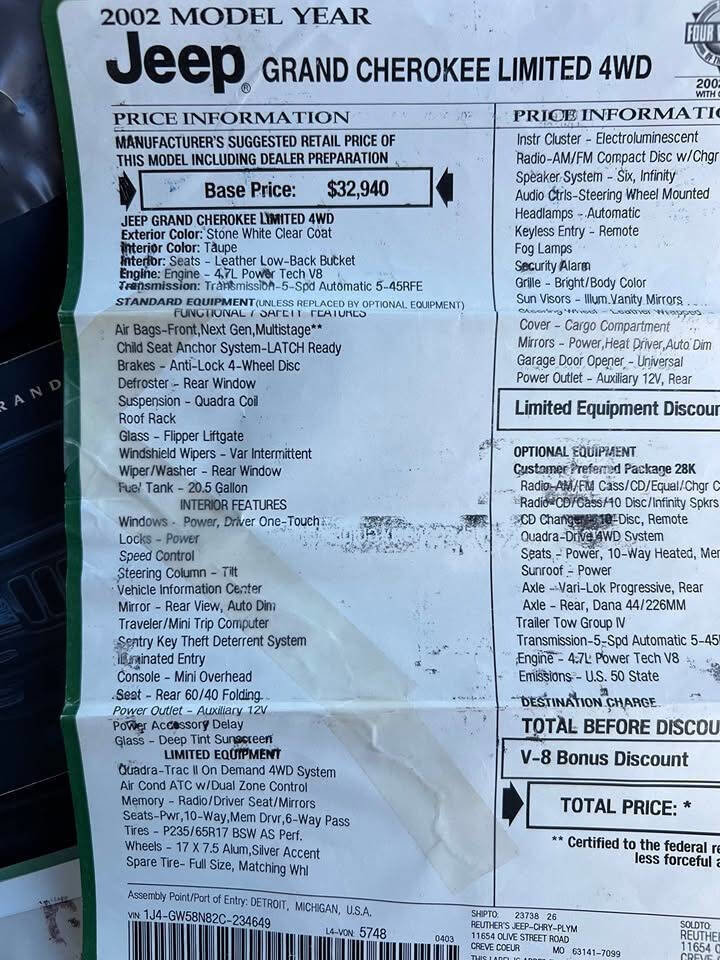 2002 MODEL YEAR
Jeep® GRAND CHEROKEE LIMITED 4WD
FOUR
200
WITH
PRICE INFORMATION
MANUFACTURER'S SUGGESTED RETAIL PRICE OF
THIS MODEL INCLUDING DEALER PREPARATION
Base Price: $32,940
JEEP GRAND CHEROKEE LIMITED 4WD
Exterior Color: Stone White Clear Coat
Interior Color: Taupe
Interior: Seats - Leather Low-Back Bucket
Engine: Engine - 4.7L Power Tech V8
Transmission: Transmission-5-Spd Automatic 5-45RFE
STANDARD EQUIPMENT (UNLESS REPLACED BY OPTIONAL EQUIPMENT)
FUNCTIONAL / SAFETY FEATURES
Air Bags-Front,Next Gen,Multistage**
Child Seat Anchor System-LATCH Ready
Brakes - Anti-Lock 4-Wheel Disc
Defroster - Rear Window
Suspension - Quadra Coil
Roof Rack
Glass - Flipper Liftgate
Windshield Wipers - Var Intermittent
Wiper/Washer - Rear Window
Fuel Tank - 20.5 Gallon
INTERIOR FEATURES
Windows - Power, Driver One-Touch
Locks - Power
Speed Control
Steering Column - Tilt
Vehicle Information Center
Mirror - Rear View, Auto Dim
Traveler/Mini Trip Computer
Sentry Key Theft Deterrent System
Illuminated Entry
Console - Mini Overhead
Seat - Rear 60/40 Folding
Power Outlet - Auxiliary 12V
Power Accessory Delay
Glass - Deep Tint Sunscreen
LIMITED EQUIPMENT
Quadra-Trac II On Demand 4WD System
Air Cond ATC w/Dual Zone Control
Memory - Radio/Driver Seat/Mirrors
Seats-Pwr,10-Way,Mem Drvr,6-Way Pass
Tires - P235/65R17 BSW AS Perf.
Wheels - 17 X 7.5 Alum,Silver Accent
Spare Tire- Full Size, Matching Whl
PRICE INFORMATI
Instr Cluster - Electroluminescent
Radio-AM/FM Compact Disc w/Chgr
Speaker System - Six, Infinity
Audio Ctrls-Steering Wheel Mounted
Headlamps - Automatic
Keyless Entry - Remote
Fog Lamps
Security Alarm
Grille - Bright/Body Color
Sun Visors - Illum.Vanity Mirrors
Steering Wheel - Leather Wrapped
Cover - Cargo Compartment
Mirrors - Power,Heat Driver,Auto Dim
Garage Door Opener - Universal
Power Outlet - Auxiliary 12V, Rear
Limited Equipment Discour
OPTIONAL EQUIPMENT
Customer Preferred Package 28K
Radio-AM/FM Cass/CD/Equal/Chgr C
Radio-CD/Cass/10 Disc/Infinity Spkrs
CD Changer-10-Disc, Remote
Quadra-Drive 4WD System
Seats - Power, 10-Way Heated, Mem
Sunroof - Power
Axle - Vari-Lok Progressive, Rear
Axle - Rear, Dana 44/226MM
Trailer Tow Group IV
Transmission-5-Spd Automatic 5-45
Engine - 4.7L Power Tech V8
Emissions - U.S. 50 State
DESTINATION CHARGE
TOTAL BEFORE DISCOU
V-8 Bonus Discount
TOTAL PRICE: *
** Certified to the federal re
less forceful a
Assembly Point/Port of Entry: DETROIT, MICHIGAN, U.S.A.
VIN: 1J4-GW58N82C-234649
L4-VON: 5748
0403
SHIPTO: 23738 26
REUTHER'S JEEP-CHRY-PLYM
11654 OLIVE STREET ROAD
CREVE COEUR MO 63141-7099
SOLDTO:
REUTHE
11654 O
CREVE
RAND